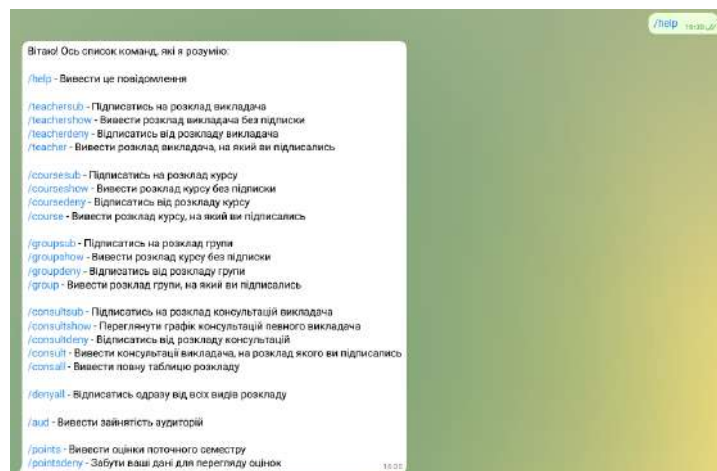 /help
Вітаю! Ось список команд, які я розумію:
/help - Вивести це повідомлення
/teachersub - Підписатись на розклад викладача
/teachershow - Вивести розклад викладача без підписки
/teacherdeny - Відписатись від розкладу викладача
/teacher - Вивести розклад викладача, на який ви підписались
/coursesub - Підписатись на розклад курсу
/courseshow - Вивести розклад курсу без підписки
/coursedeny - Відписатись від розкладу курсу
/course - Вивести розклад курсу, на який ви підписались
/groupsub - Підписатись на розклад групи
/groupshow - Вивести розклад курсу без підписки
/groupdeny - Відписатись від розкладу групи
/group - Вивести розклад групи, на який ви підписались
/consultsub - Підписатись на розклад консультацій викладача
/consultshow - Переглянути графік консультацій певного викладача
/consultdeny - Відписатись від розкладу консультацій
/consult - Вивести консультації викладача, на розклад якого ви підписались
/consall - Вивести повну таблицю розкладу
/denyall - Відписатись одразу від всіх видів розкладу
/aud - Вивести зайнятість аудиторій
/points - Вивести оцінки поточного семестру
/pointsdeny - Забути ваші дані для перегляду оцінок